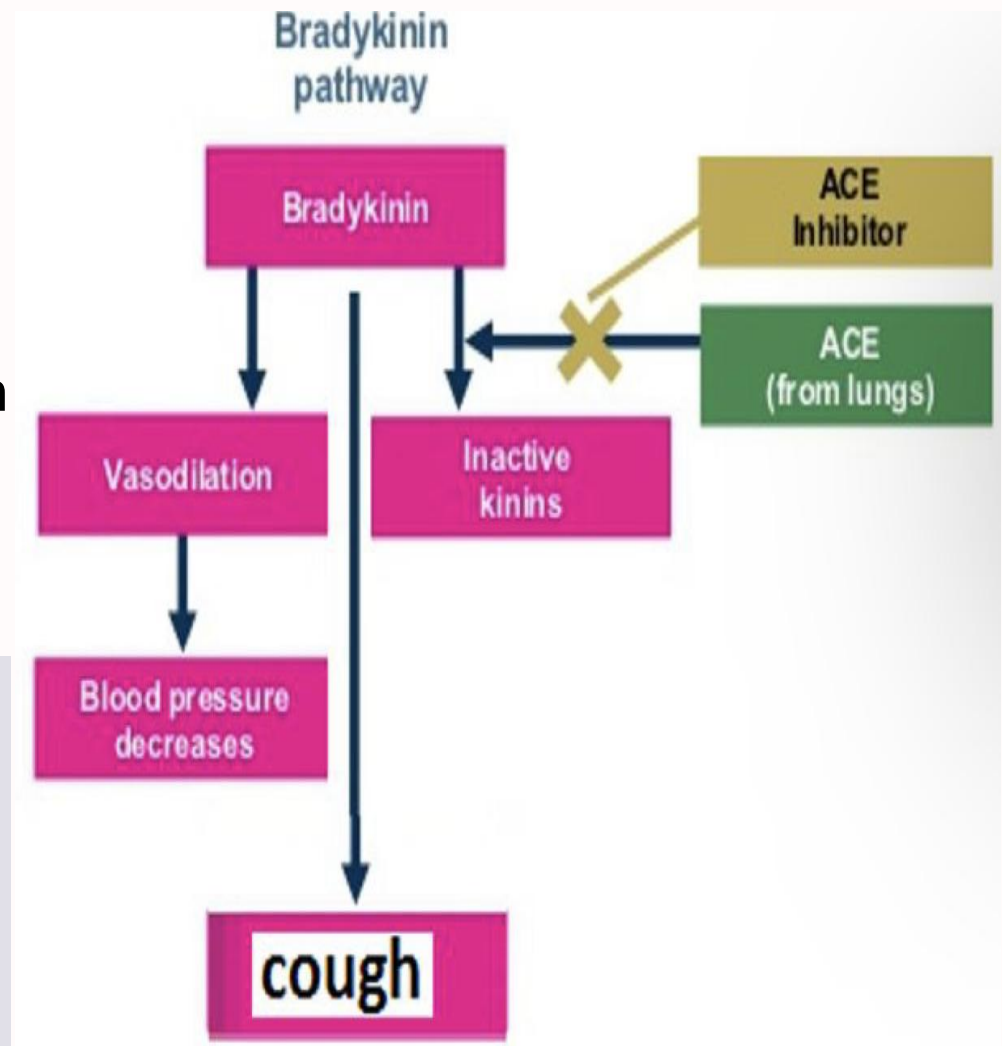 Bradykinin
pathway
Bradykinin
ACE
Inhibitor
ACE
(from lungs)
Vasodilation
Inactive
kinins
Blood pressure
decreases
cough